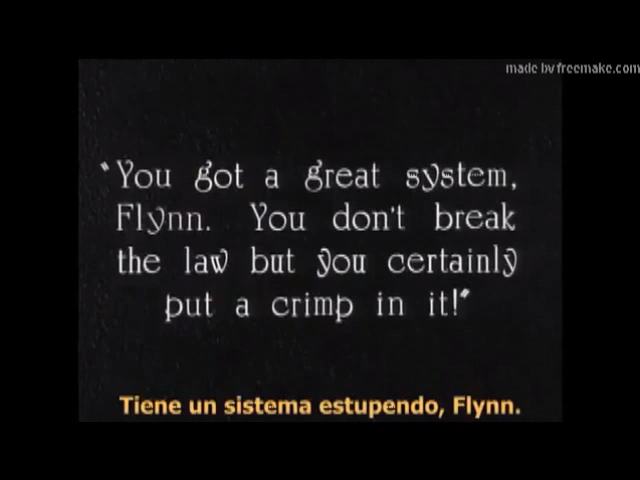 made by freemake.com
"You got a great system,
Flynn. You don't break
the law but you certainly
put a crimp in it!"
Tiene un sistema estupendo, Flynn.